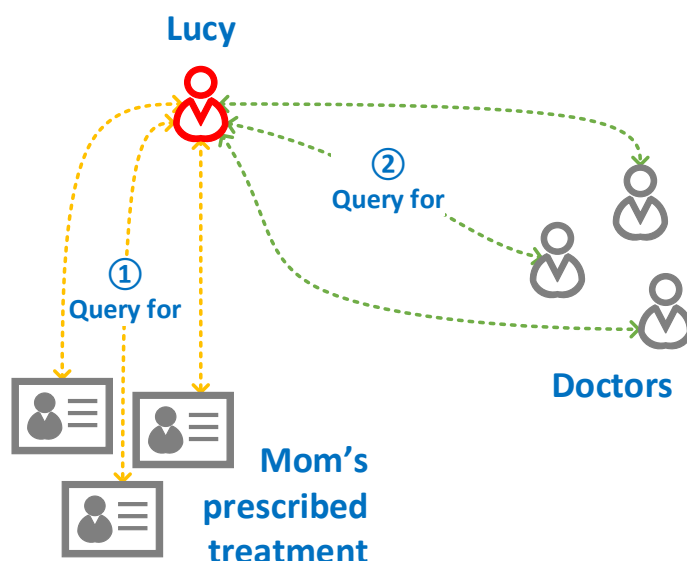 Lucy
②
Query for
①
Query for
Doctors
Mom's
prescribed
treatment